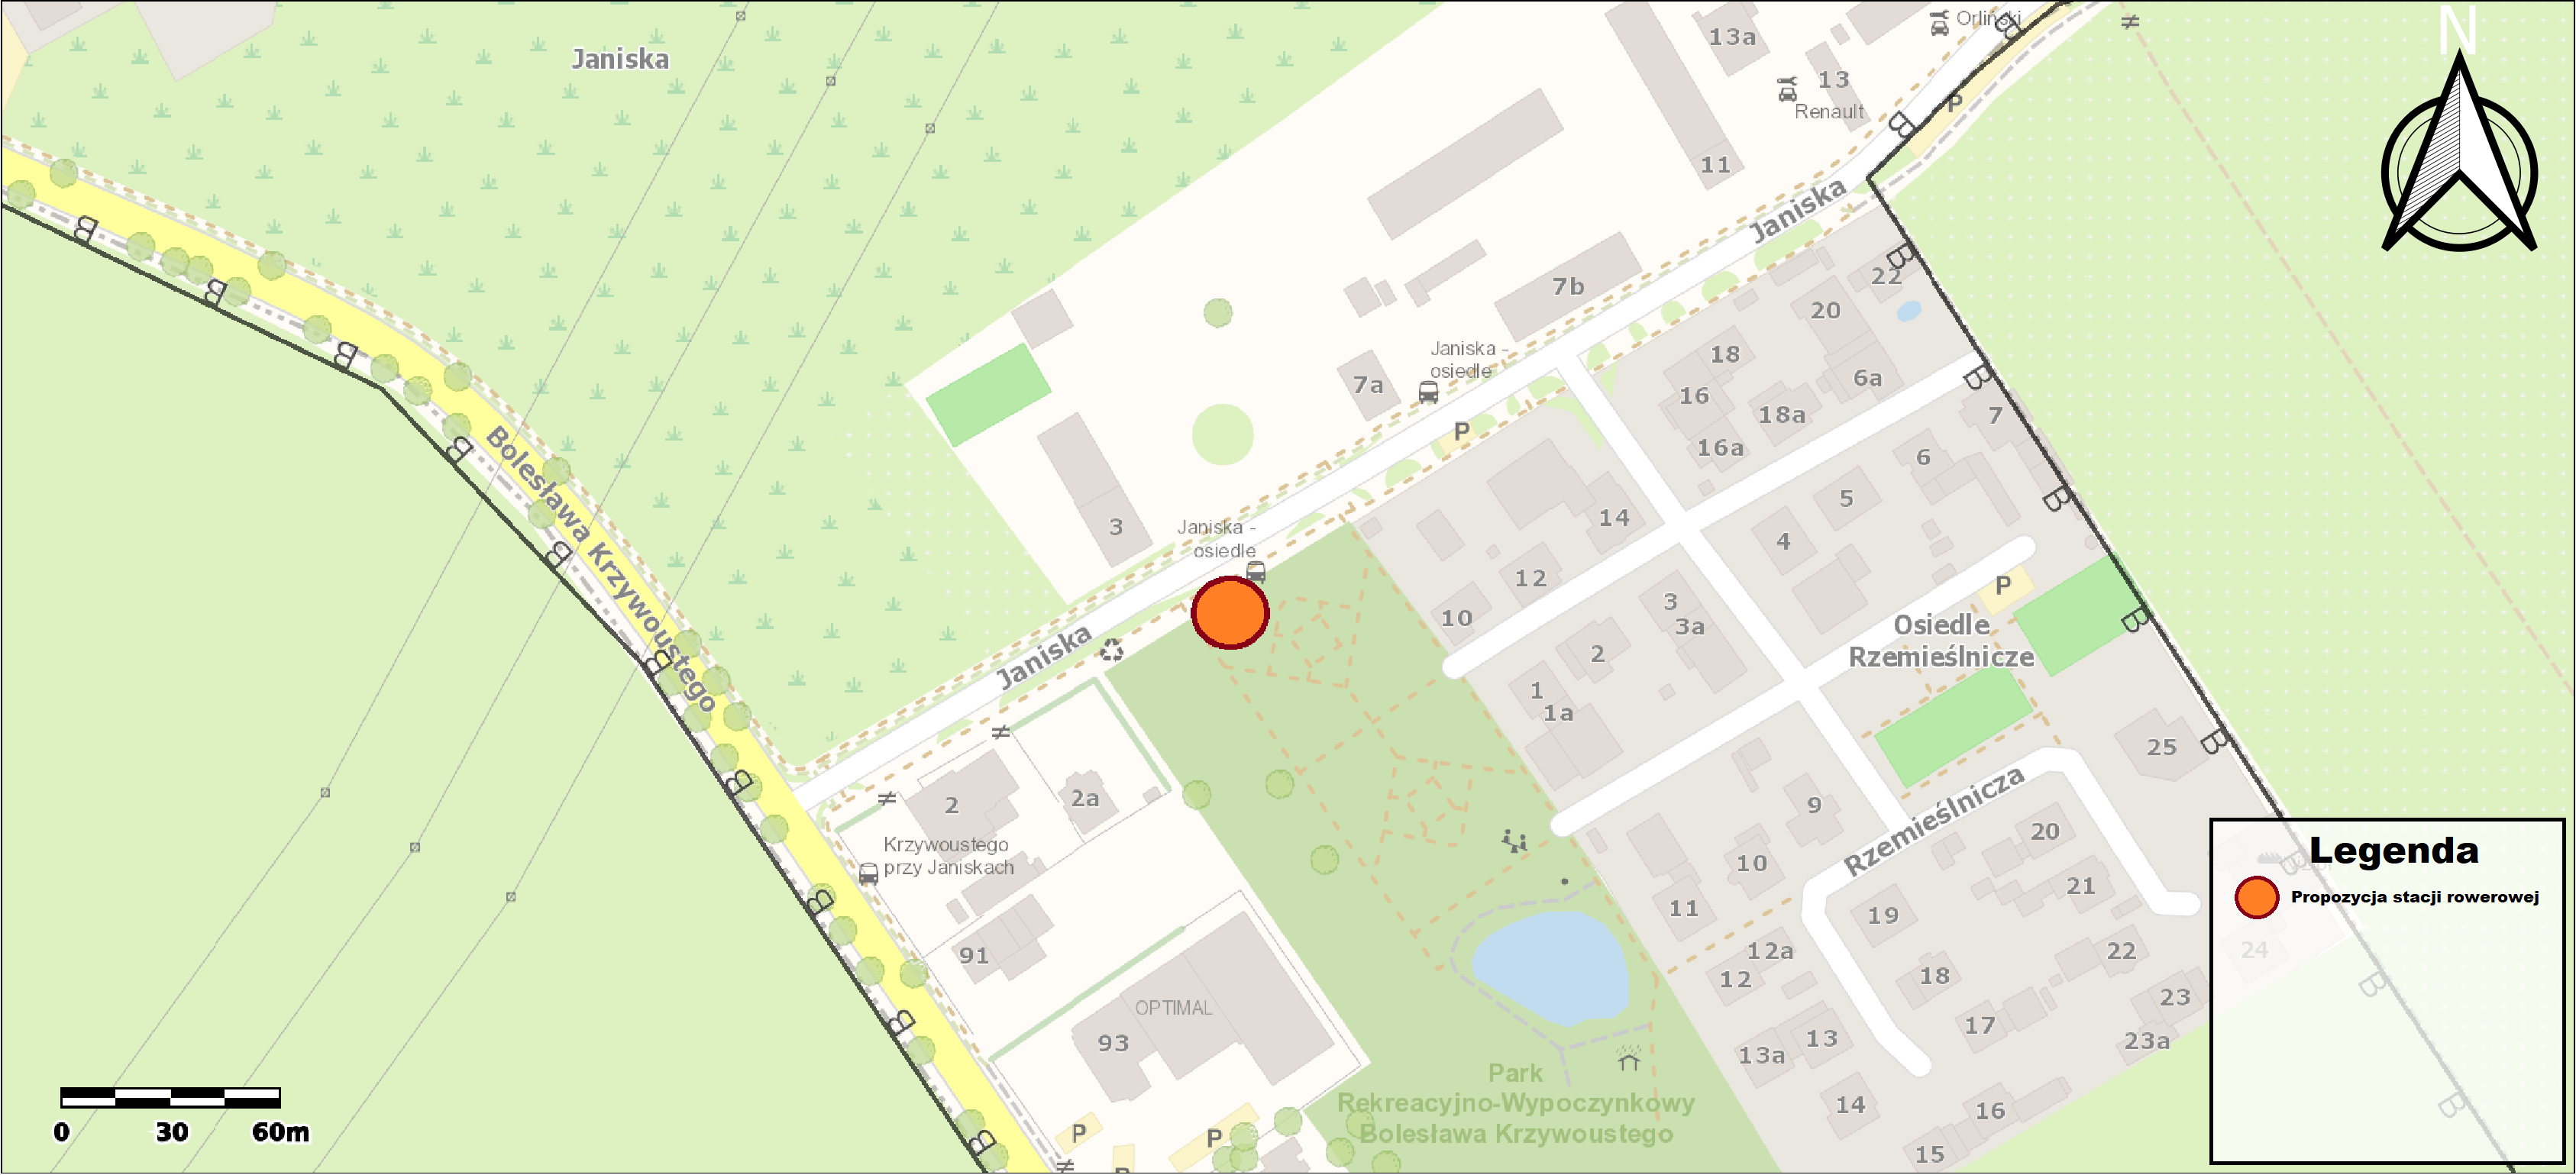 Janiska
Orliński
N
13a
13
Renault
P
11
Janiska
22
20
7b
18
6a
16
18a
16a
7
Janiska -
osiedle
7a
P
3
Janiska -
osiedle
14
6
5
4
12
10
3
3a
2
1
1a
P
Osiedle
Rzemieślnicze
Bolesława Krzywoustego
Janiska
2
2a
Krzywoustego
przy Janiskach
91
OPTIMAL
93
25
9
10
11
Rzemieślnicza
20
21
19
12a
12
18
22
23
17
13
13a
23a
14
16
15
24
Park
Rekreacyjno-Wypoczynkowy
Bolesława Krzywoustego
P
P
Legenda
Propozycja stacji rowerowej
0 30 60m